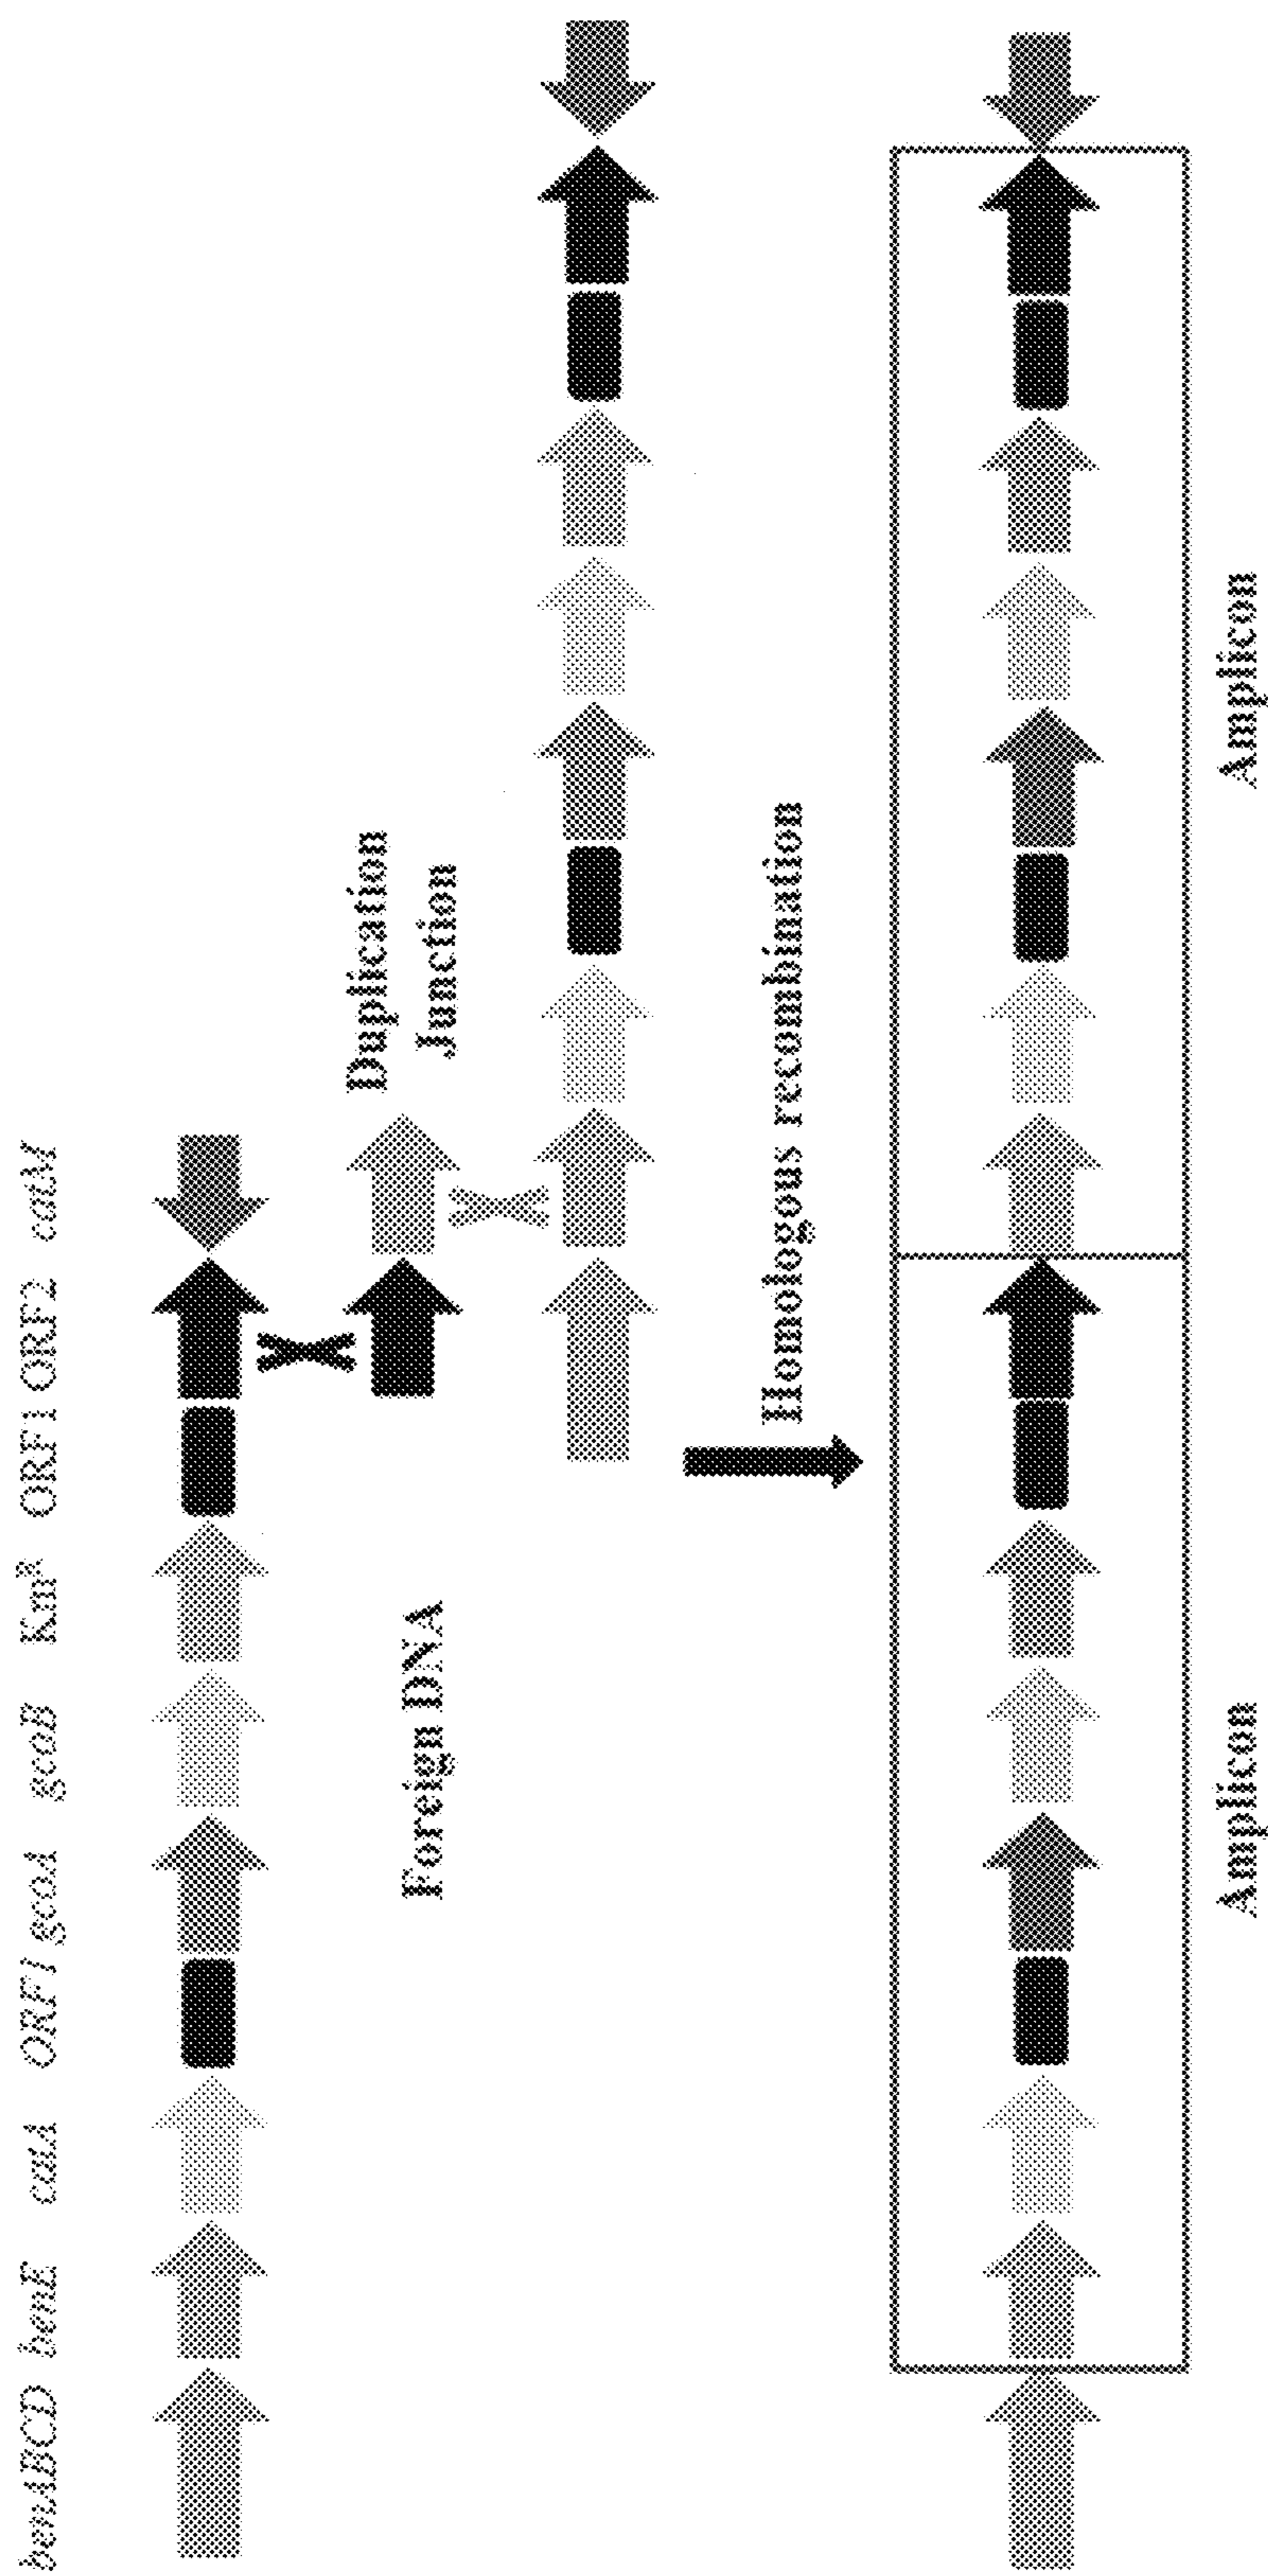 benABCD benE catA ORF1 gcoA gcoB Kmᴿ ORF1 ORF2 catM
Duplication
Junction
Foreign DNA
Homologous recombination
Amplicon
Amplicon